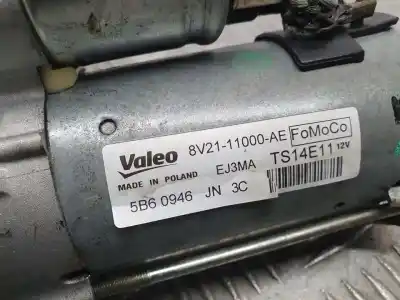 Valeo 8V21-11000-AE FoMoCo
MADE IN POLAND EJ3MA TS14E11 12V
5B6 0946 JN 3C